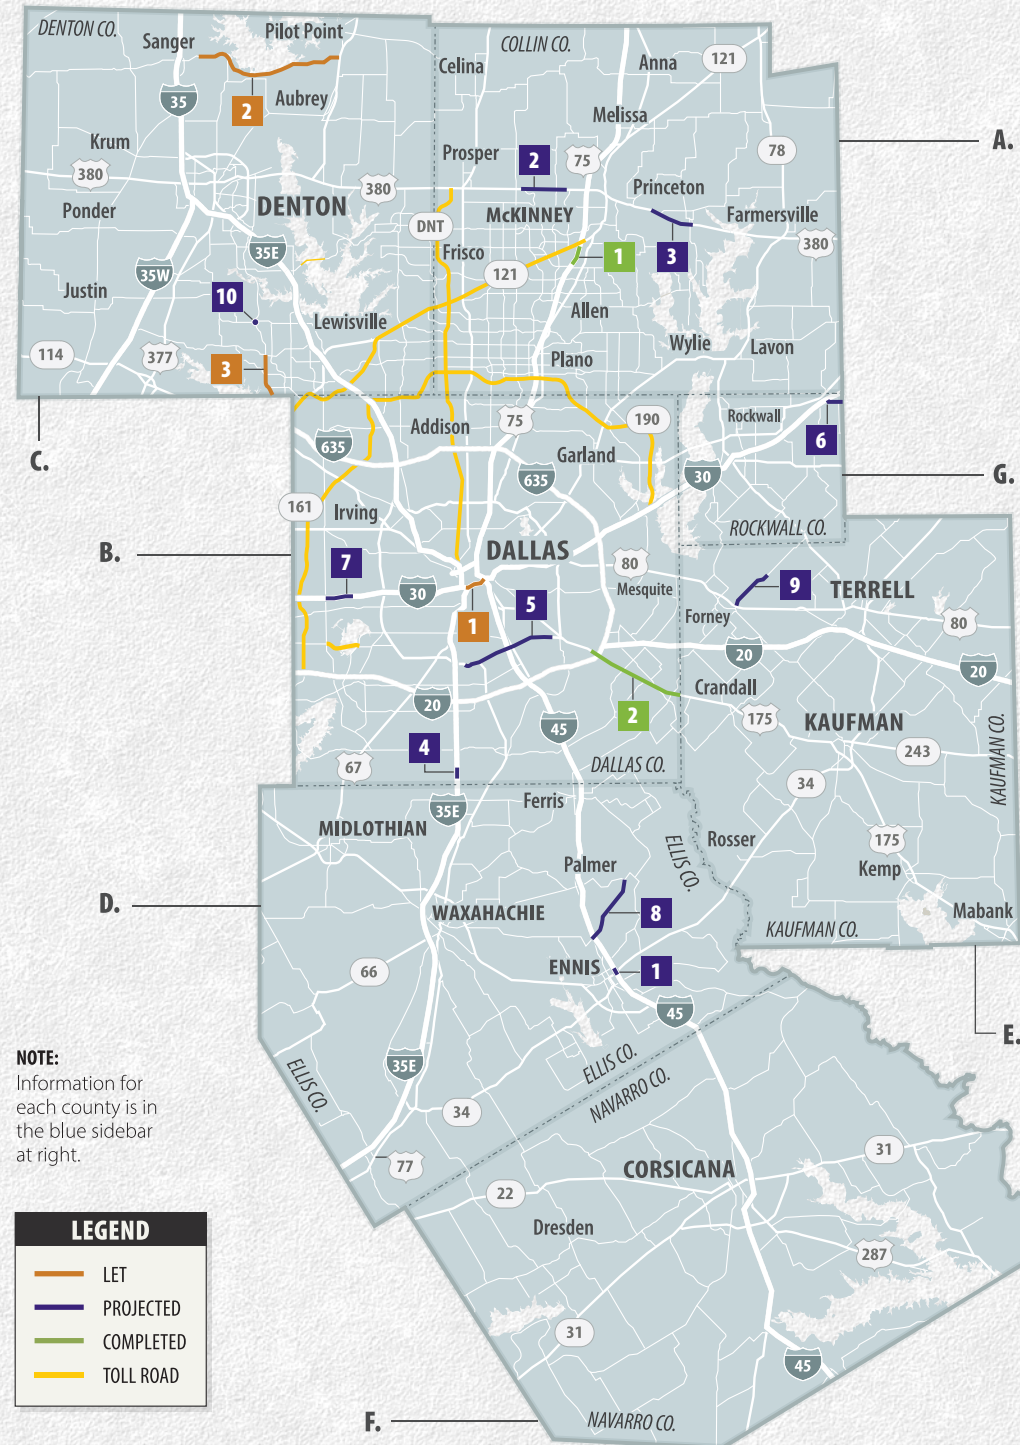 DENTON CO.
Sanger
Pilot Point
COLLIN CO.
Celina
Anna
121
35
2
Aubrey
Melissa
A.
Krum
380
Prosper
2
75
78
380
Princeton
Ponder
DENTON
McKINNEY
Farmersville
DNT
35E
Frisco
1
3
380
35W
121
Justin
10
Allen
Lewisville
Wylie
Lavon
114
377
3
Plano
C.
Addison
75
190
Rockwall
6
635
Garland
635
30
G.
161
Irving
ROCKWALL CO.
B.
DALLAS
7
80
9
TERRELL
30
5
Mesquite
1
Forney
80
20
20
Crandall
20
2
175
KAUFMAN
45
4
243
67
DALLAS CO.
34
KAUFMAN CO.
35E
Ferris
MIDLOTHIAN
ELLIS CO.
Rosser
175
Palmer
Kemp
D.
WAXAHACHIE
8
Mabank
KAUFMAN CO.
ENNIS
1
66
45
E.
NOTE:
Information for
each county is in
the blue sidebar
at right.
35E
ELLIS CO.
ELLIS CO.
NAVARRO CO.
34
31
77
CORSICANA
22
Dresden
287
LEGEND
LET
PROJECTED
COMPLETED
TOLL ROAD
31
45
F.
NAVARRO CO.